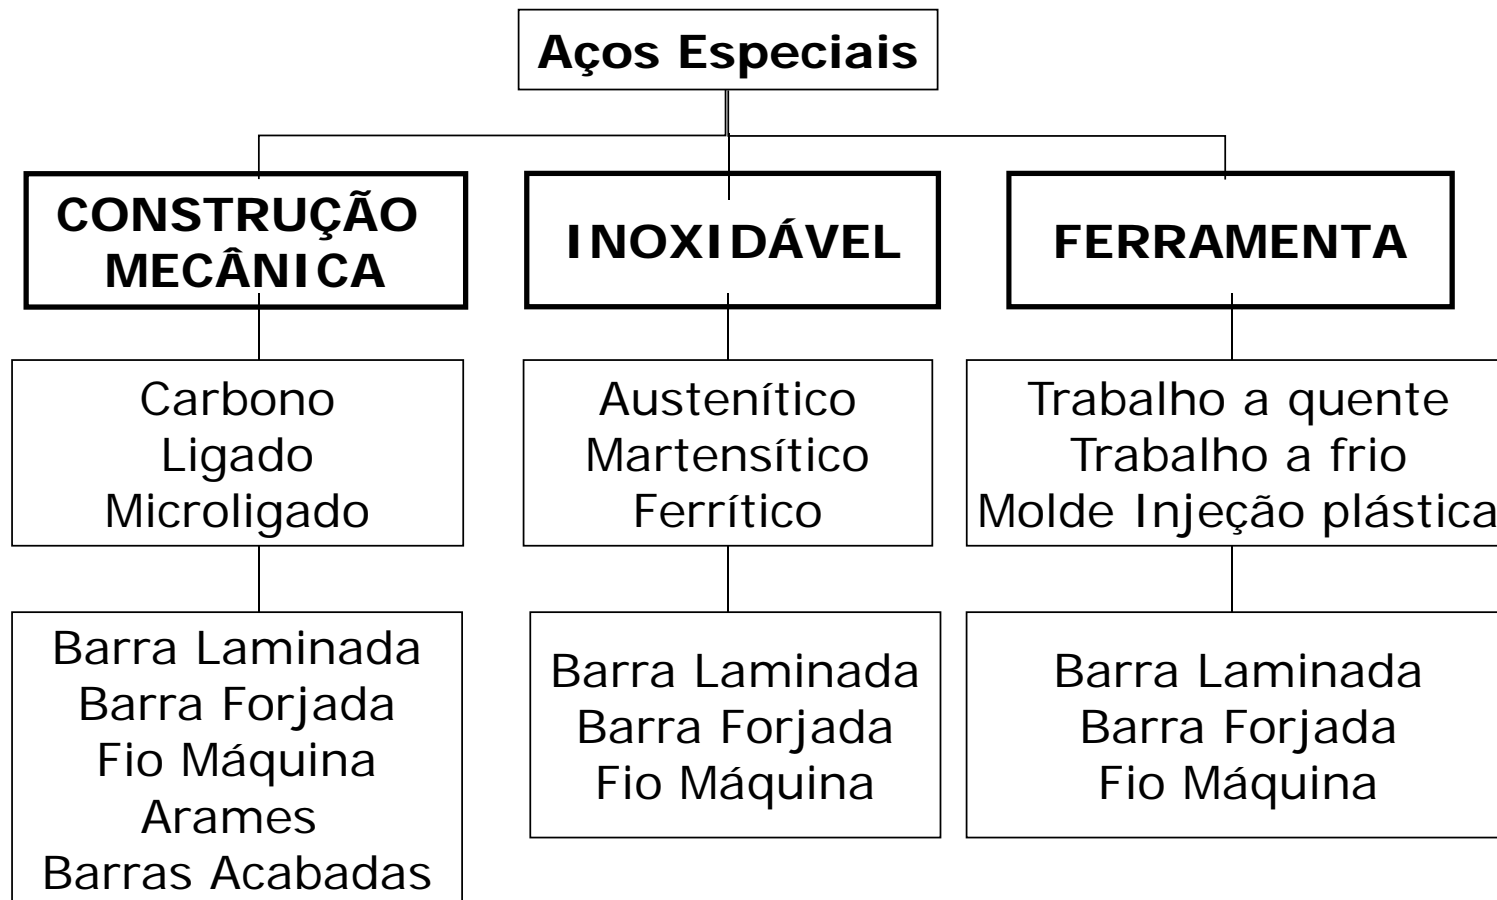 Aços Especiais
CONSTRUÇÃO
MECÂNICA
INOXIDÁVEL
FERRAMENTA
Carbono
Ligado
Microligado
Austenítico
Martensítico
Ferrítico
Trabalho a quente
Trabalho a frio
Molde Injeção plástica
Barra Laminada
Barra Forjada
Fio Máquina
Arames
Barras Acabadas
Barra Laminada
Barra Forjada
Fio Máquina
Barra Laminada
Barra Forjada
Fio Máquina